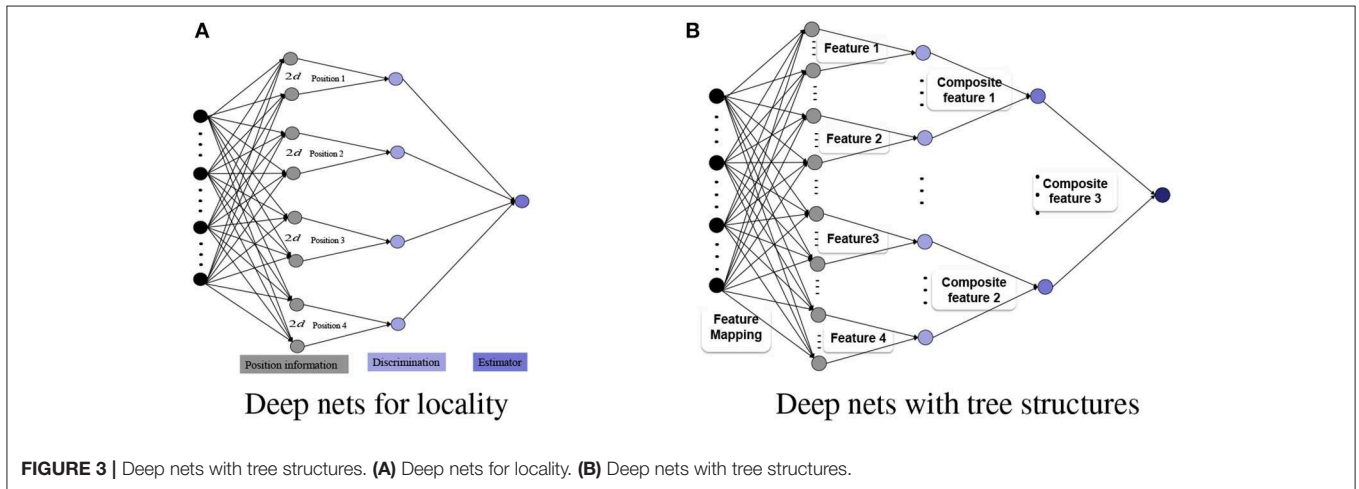 A
2d Position 1
2d Position 2
2d Position 3
2d Position 4
Position information Discrimination Estimator
Deep nets for locality
B
Feature 1
Composite
feature 1
Feature 2
Composite
feature 3
Feature3
Composite
feature 2
Feature
Mapping
Feature 4
Deep nets with tree structures
FIGURE 3 | Deep nets with tree structures. (A) Deep nets for locality. (B) Deep nets with tree structures.